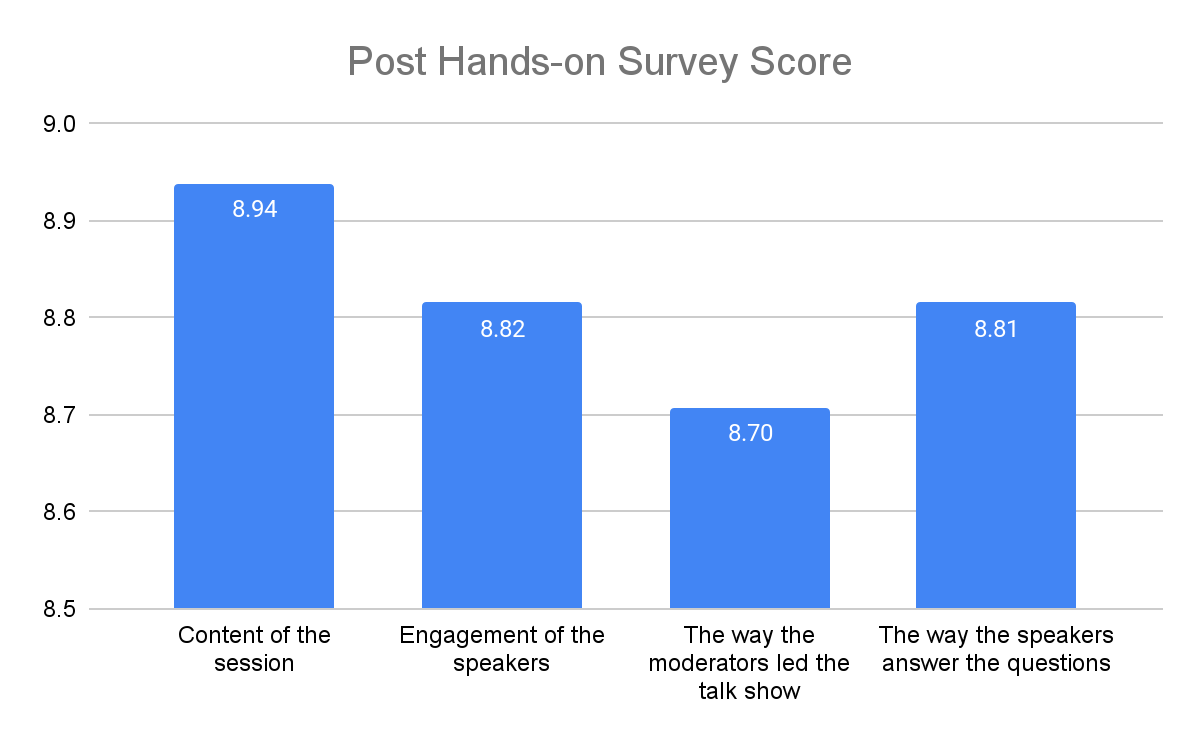 Post Hands-on Survey Score
9.0
8.9
8.8
8.7
8.6
8.5
8.94
8.82
8.70
8.81
Content of the
session
Engagement of the
speakers
The way the
moderators led the
talk show
The way the speakers
answer the questions